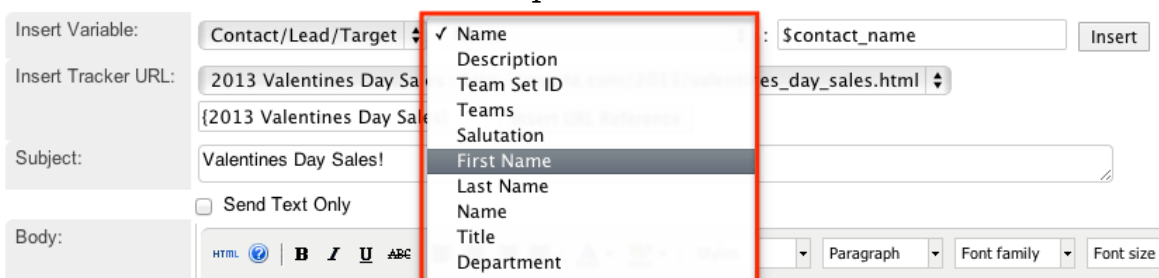 Insert Variable: Contact/Lead/Target ✓ Name : $contact_name Insert
Description
Insert Tracker URL: 2013 Valentines Day Sa es_day_sales.html
Team Set ID
Teams
{2013 Valentines Day Sale
Salutation
Subject: Valentines Day Sales! First Name
Last Name
Send Text Only Name
Body: Title
HTML B I U ABC Paragraph Font family Font size
Department